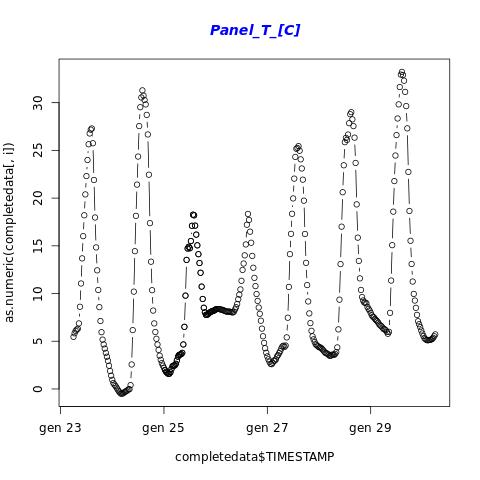 Panel_T_[C]
as.numeric(completedata[, i])
30
25
20
15
10
5
0
gen 23
gen 25
gen 27
gen 29
completedata$TIMESTAMP